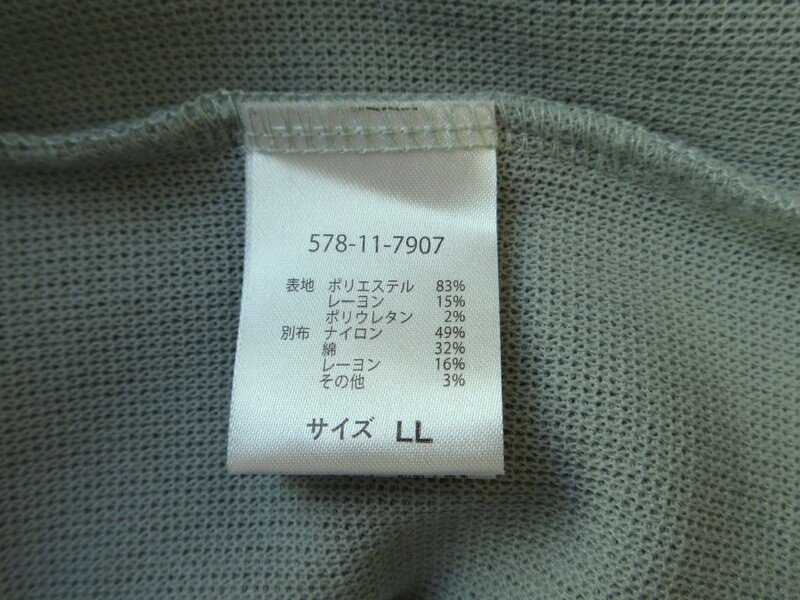 578-11-7907
表地 ポリエステル 83%
レーヨン 15%
ポリウレタン 2%
別布 ナイロン 49%
綿 32%
レーヨン 16%
その他 3%
サイズ LL